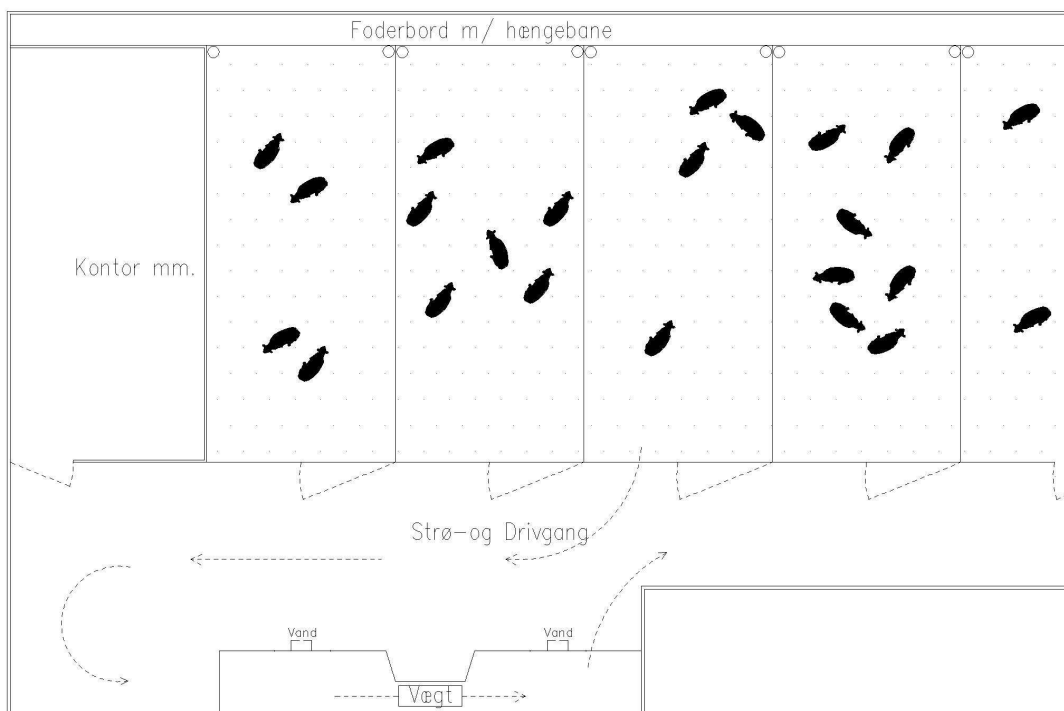 Foderbord m/ hængebane
Kontor mm.
Strø-og Drivgang
Vand
Vand
Vægt